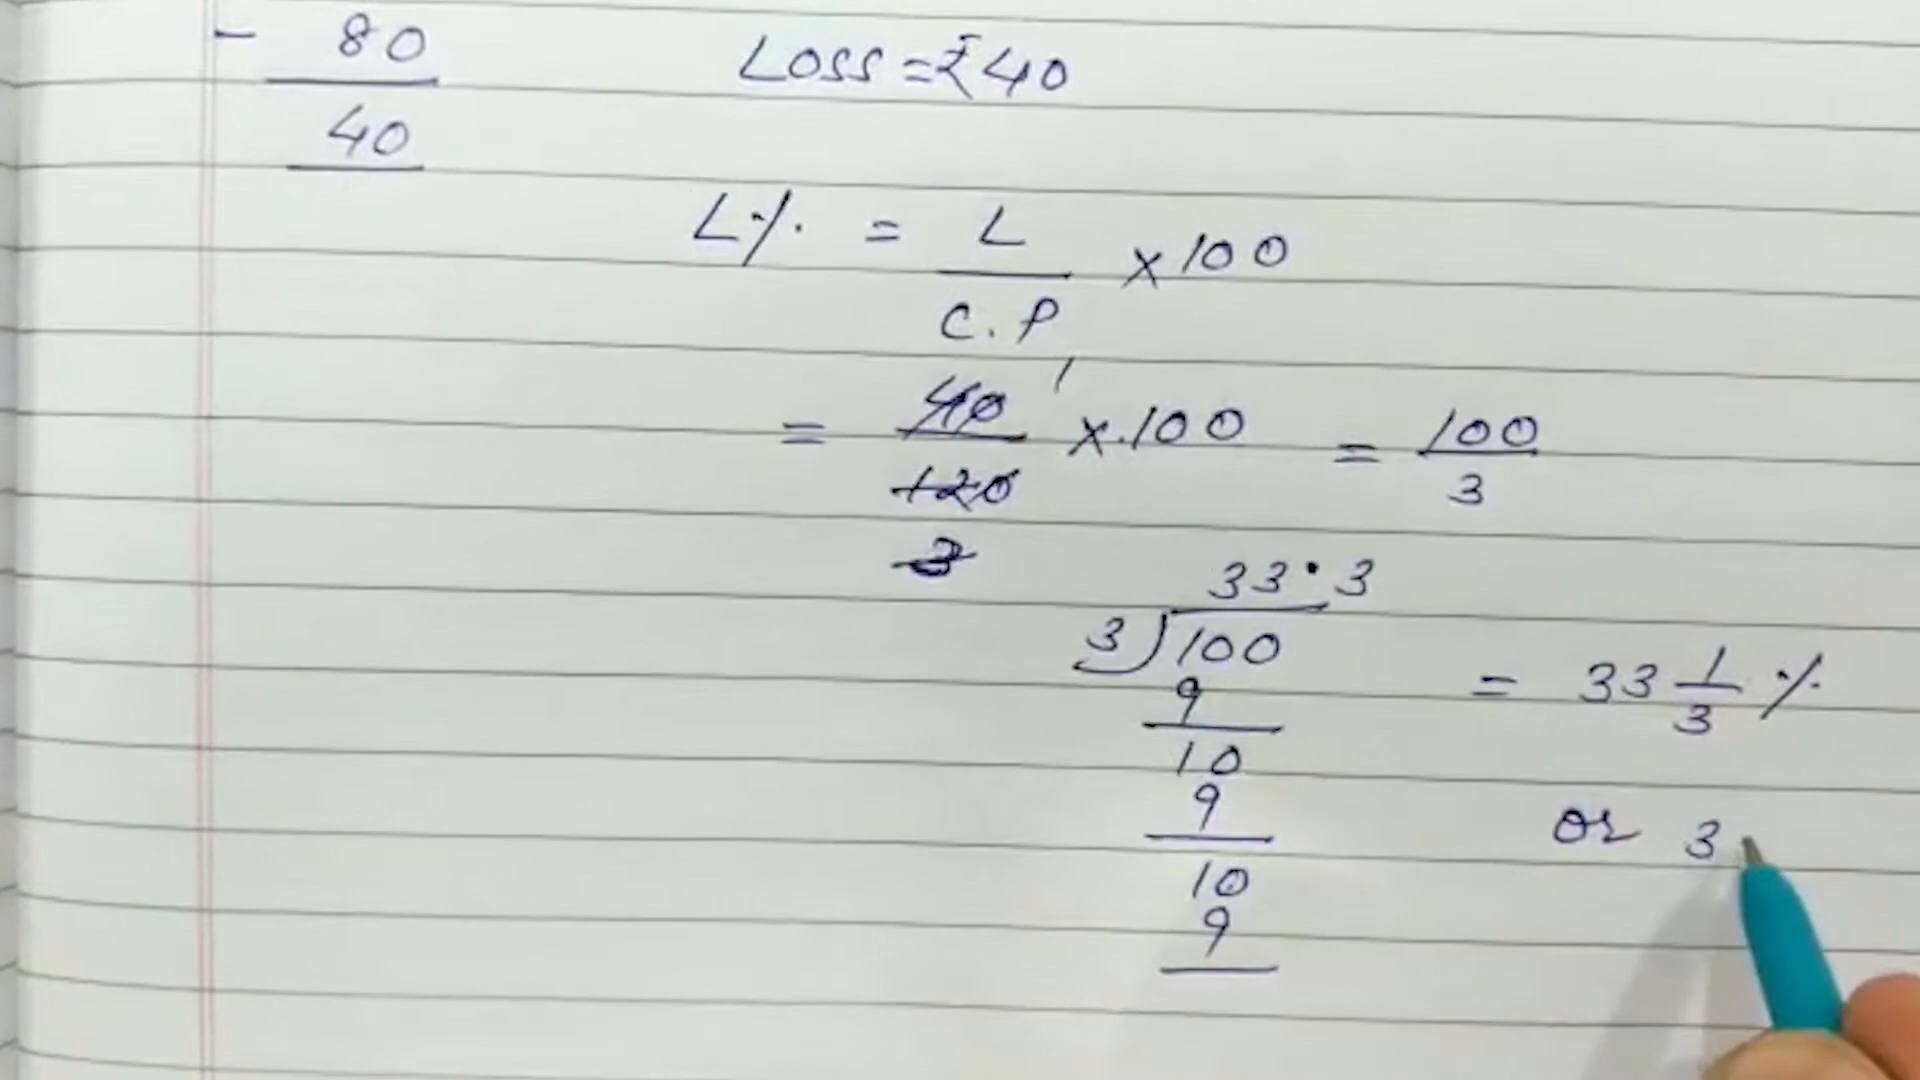 - 80
40
Loss = ₹40
L% = L/C.P × 100
= 40/120 × 100 = 100/3
1
3
33.3
3)100
9
10
9
10
9
= 33 1/3 %
or 3